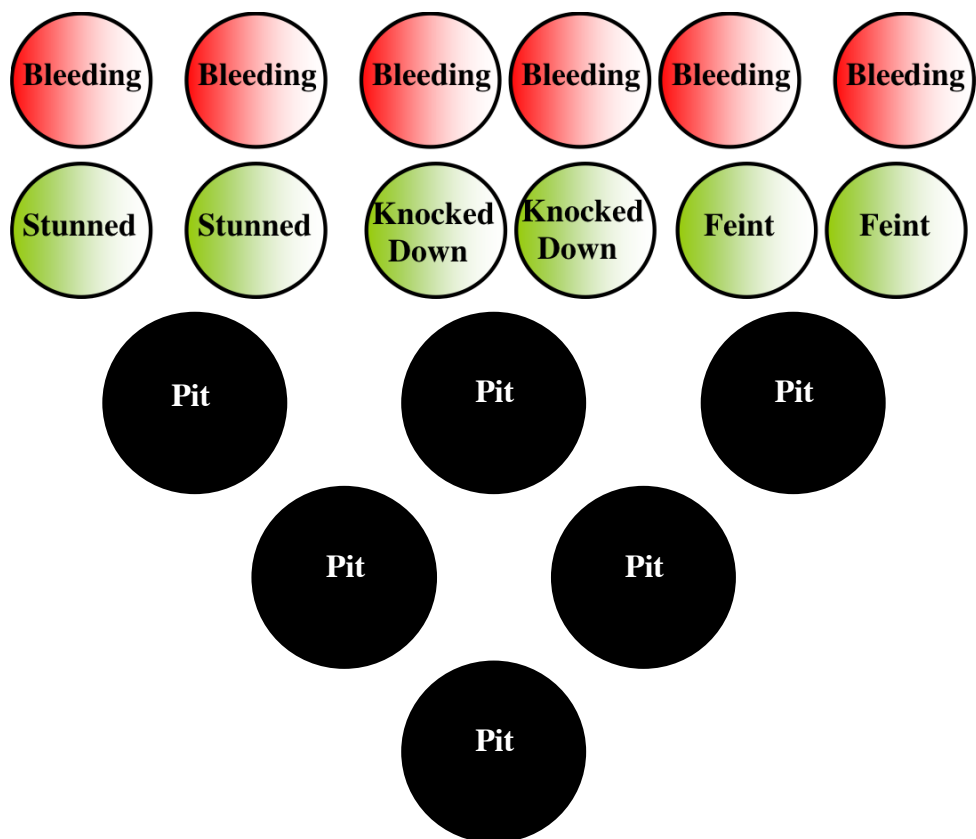 Bleeding Bleeding Bleeding Bleeding Bleeding Bleeding
Stunned Stunned Knocked Down Knocked Down Feint Feint
Pit Pit Pit
Pit Pit
Pit